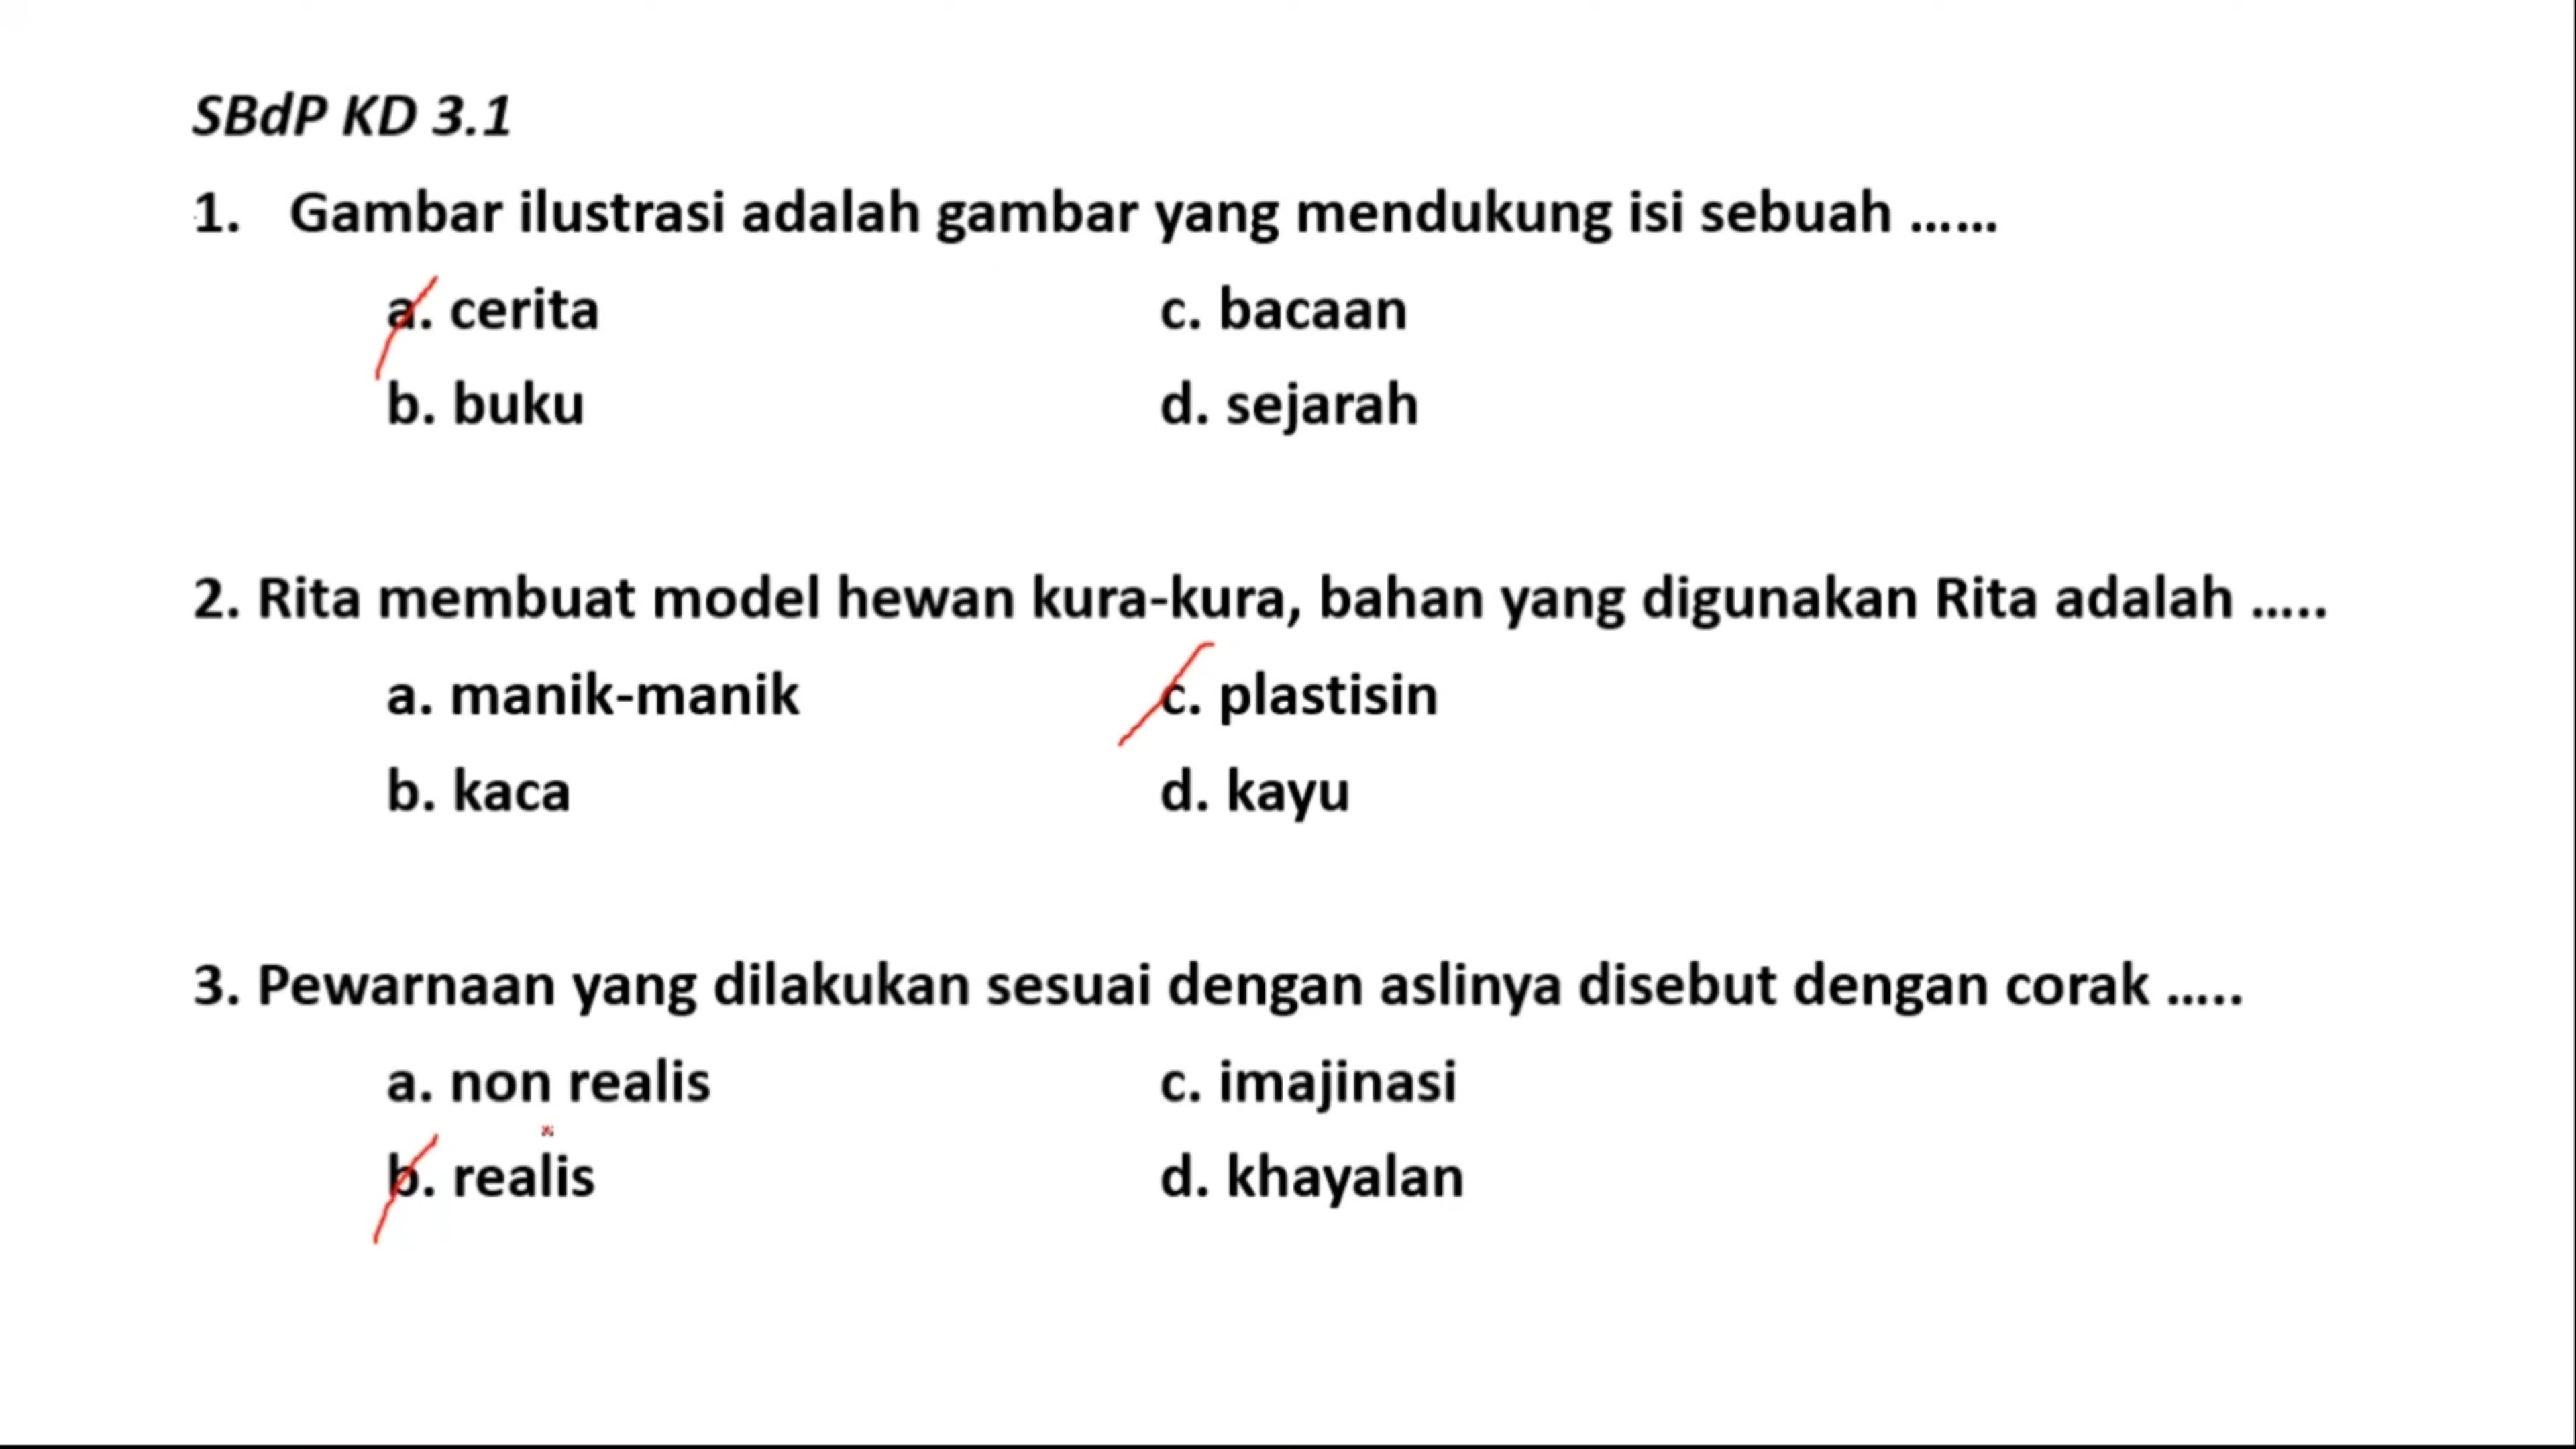 SBdP KD 3.1
1. Gambar ilustrasi adalah gambar yang mendukung isi sebuah ......
a. cerita c. bacaan
b. buku d. sejarah
2. Rita membuat model hewan kura-kura, bahan yang digunakan Rita adalah .....
a. manik-manik c. plastisin
b. kaca d. kayu
3. Pewarnaan yang dilakukan sesuai dengan aslinya disebut dengan corak .....
a. non realis c. imajinasi
b. realis d. khayalan